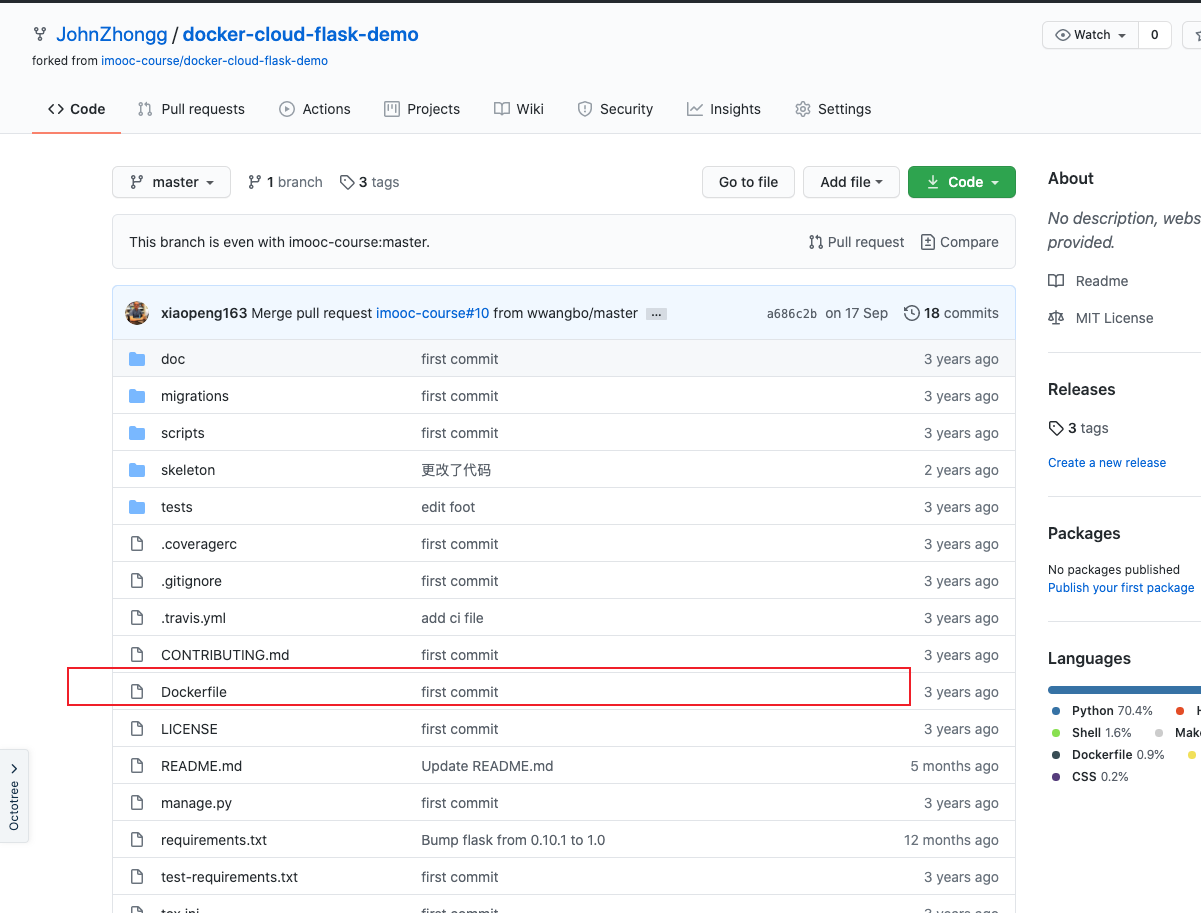 JohnZhongg / docker-cloud-flask-demo
forked from imooc-course/docker-cloud-flask-demo
Watch 0
Code Pull requests Actions Projects Wiki Security Insights Settings
master 1 branch 3 tags Go to file Add file Code
This branch is even with imooc-course:master. Pull request Compare
xiaopeng163 Merge pull request imooc-course#10 from wwangbo/master ... a686c2b on 17 Sep 18 commits
doc first commit 3 years ago
migrations first commit 3 years ago
scripts first commit 3 years ago
skeleton 更改了代码 2 years ago
tests edit foot 3 years ago
.coveragerc first commit 3 years ago
.gitignore first commit 3 years ago
.travis.yml add ci file 3 years ago
CONTRIBUTING.md first commit 3 years ago
Dockerfile first commit 3 years ago
LICENSE first commit 3 years ago
README.md Update README.md 5 months ago
manage.py first commit 3 years ago
requirements.txt Bump flask from 0.10.1 to 1.0 12 months ago
test-requirements.txt first commit 3 years ago
About
No description, webs
provided.
Readme
MIT License
Releases
3 tags
Create a new release
Packages
No packages published
Publish your first package
Languages
Python 70.4% H
Shell 1.6% Mak
Dockerfile 0.9%
CSS 0.2%
Octotree